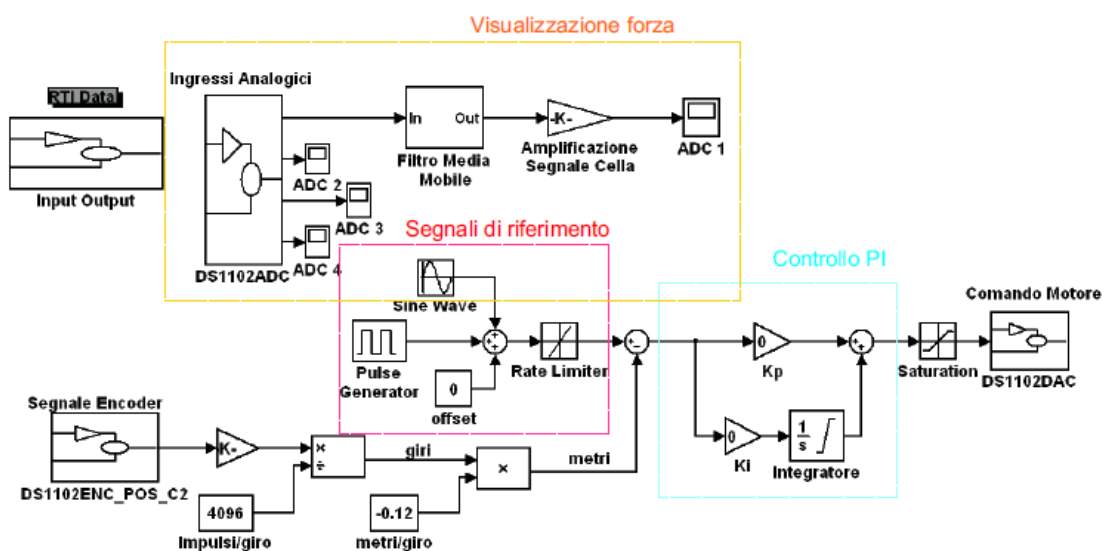 Visualizzazione forza
Ingressi Analogici
RTI Data
In
Out
-K-
Filtro Media
Mobile
Amplificazione
Segnale Cella
ADC 1
Input Output
ADC 2
ADC 3
ADC 4
DS1102ADC
Segnali di riferimento
Controllo PI
Sine Wave
Comando Motore
Pulse
Generator
Rate Limiter
0
offset
0
Kp
Saturation
DS1102DAC
Segnale Encoder
K-
×
÷
giri
×
metri
0
Ki
1
s
Integratore
DS1102ENC_POS_C2
4096
Impulsi/giro
-0.12
metri/giro